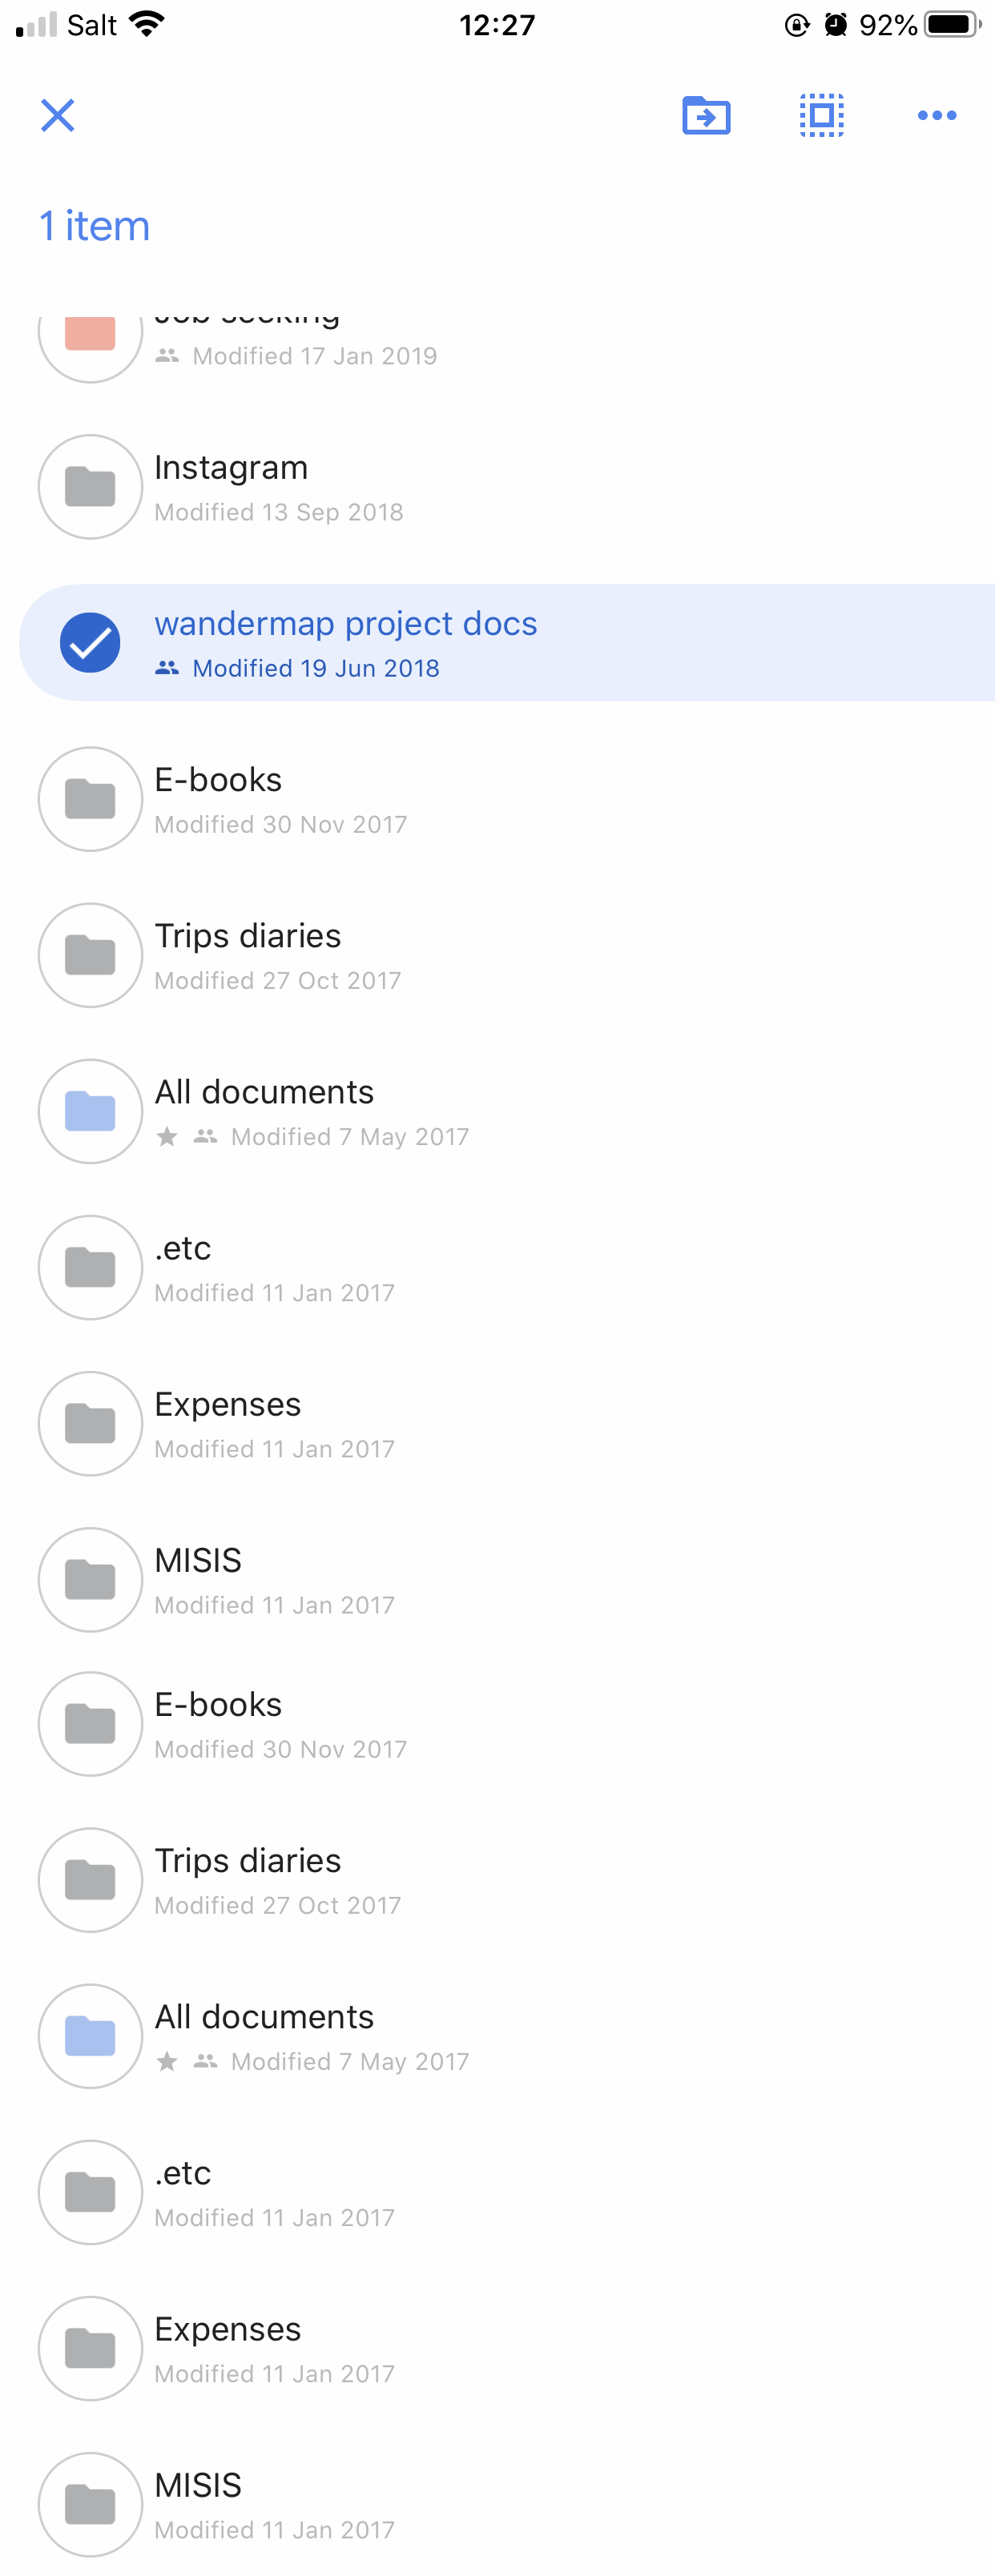 Salt 12:27 92%
1 item
Job seeking
Modified 17 Jan 2019
Instagram
Modified 13 Sep 2018
wandermap project docs
Modified 19 Jun 2018
E-books
Modified 30 Nov 2017
Trips diaries
Modified 27 Oct 2017
All documents
Modified 7 May 2017
.etc
Modified 11 Jan 2017
Expenses
Modified 11 Jan 2017
MISIS
Modified 11 Jan 2017
E-books
Modified 30 Nov 2017
Trips diaries
Modified 27 Oct 2017
All documents
Modified 7 May 2017
.etc
Modified 11 Jan 2017
Expenses
Modified 11 Jan 2017
MISIS
Modified 11 Jan 2017